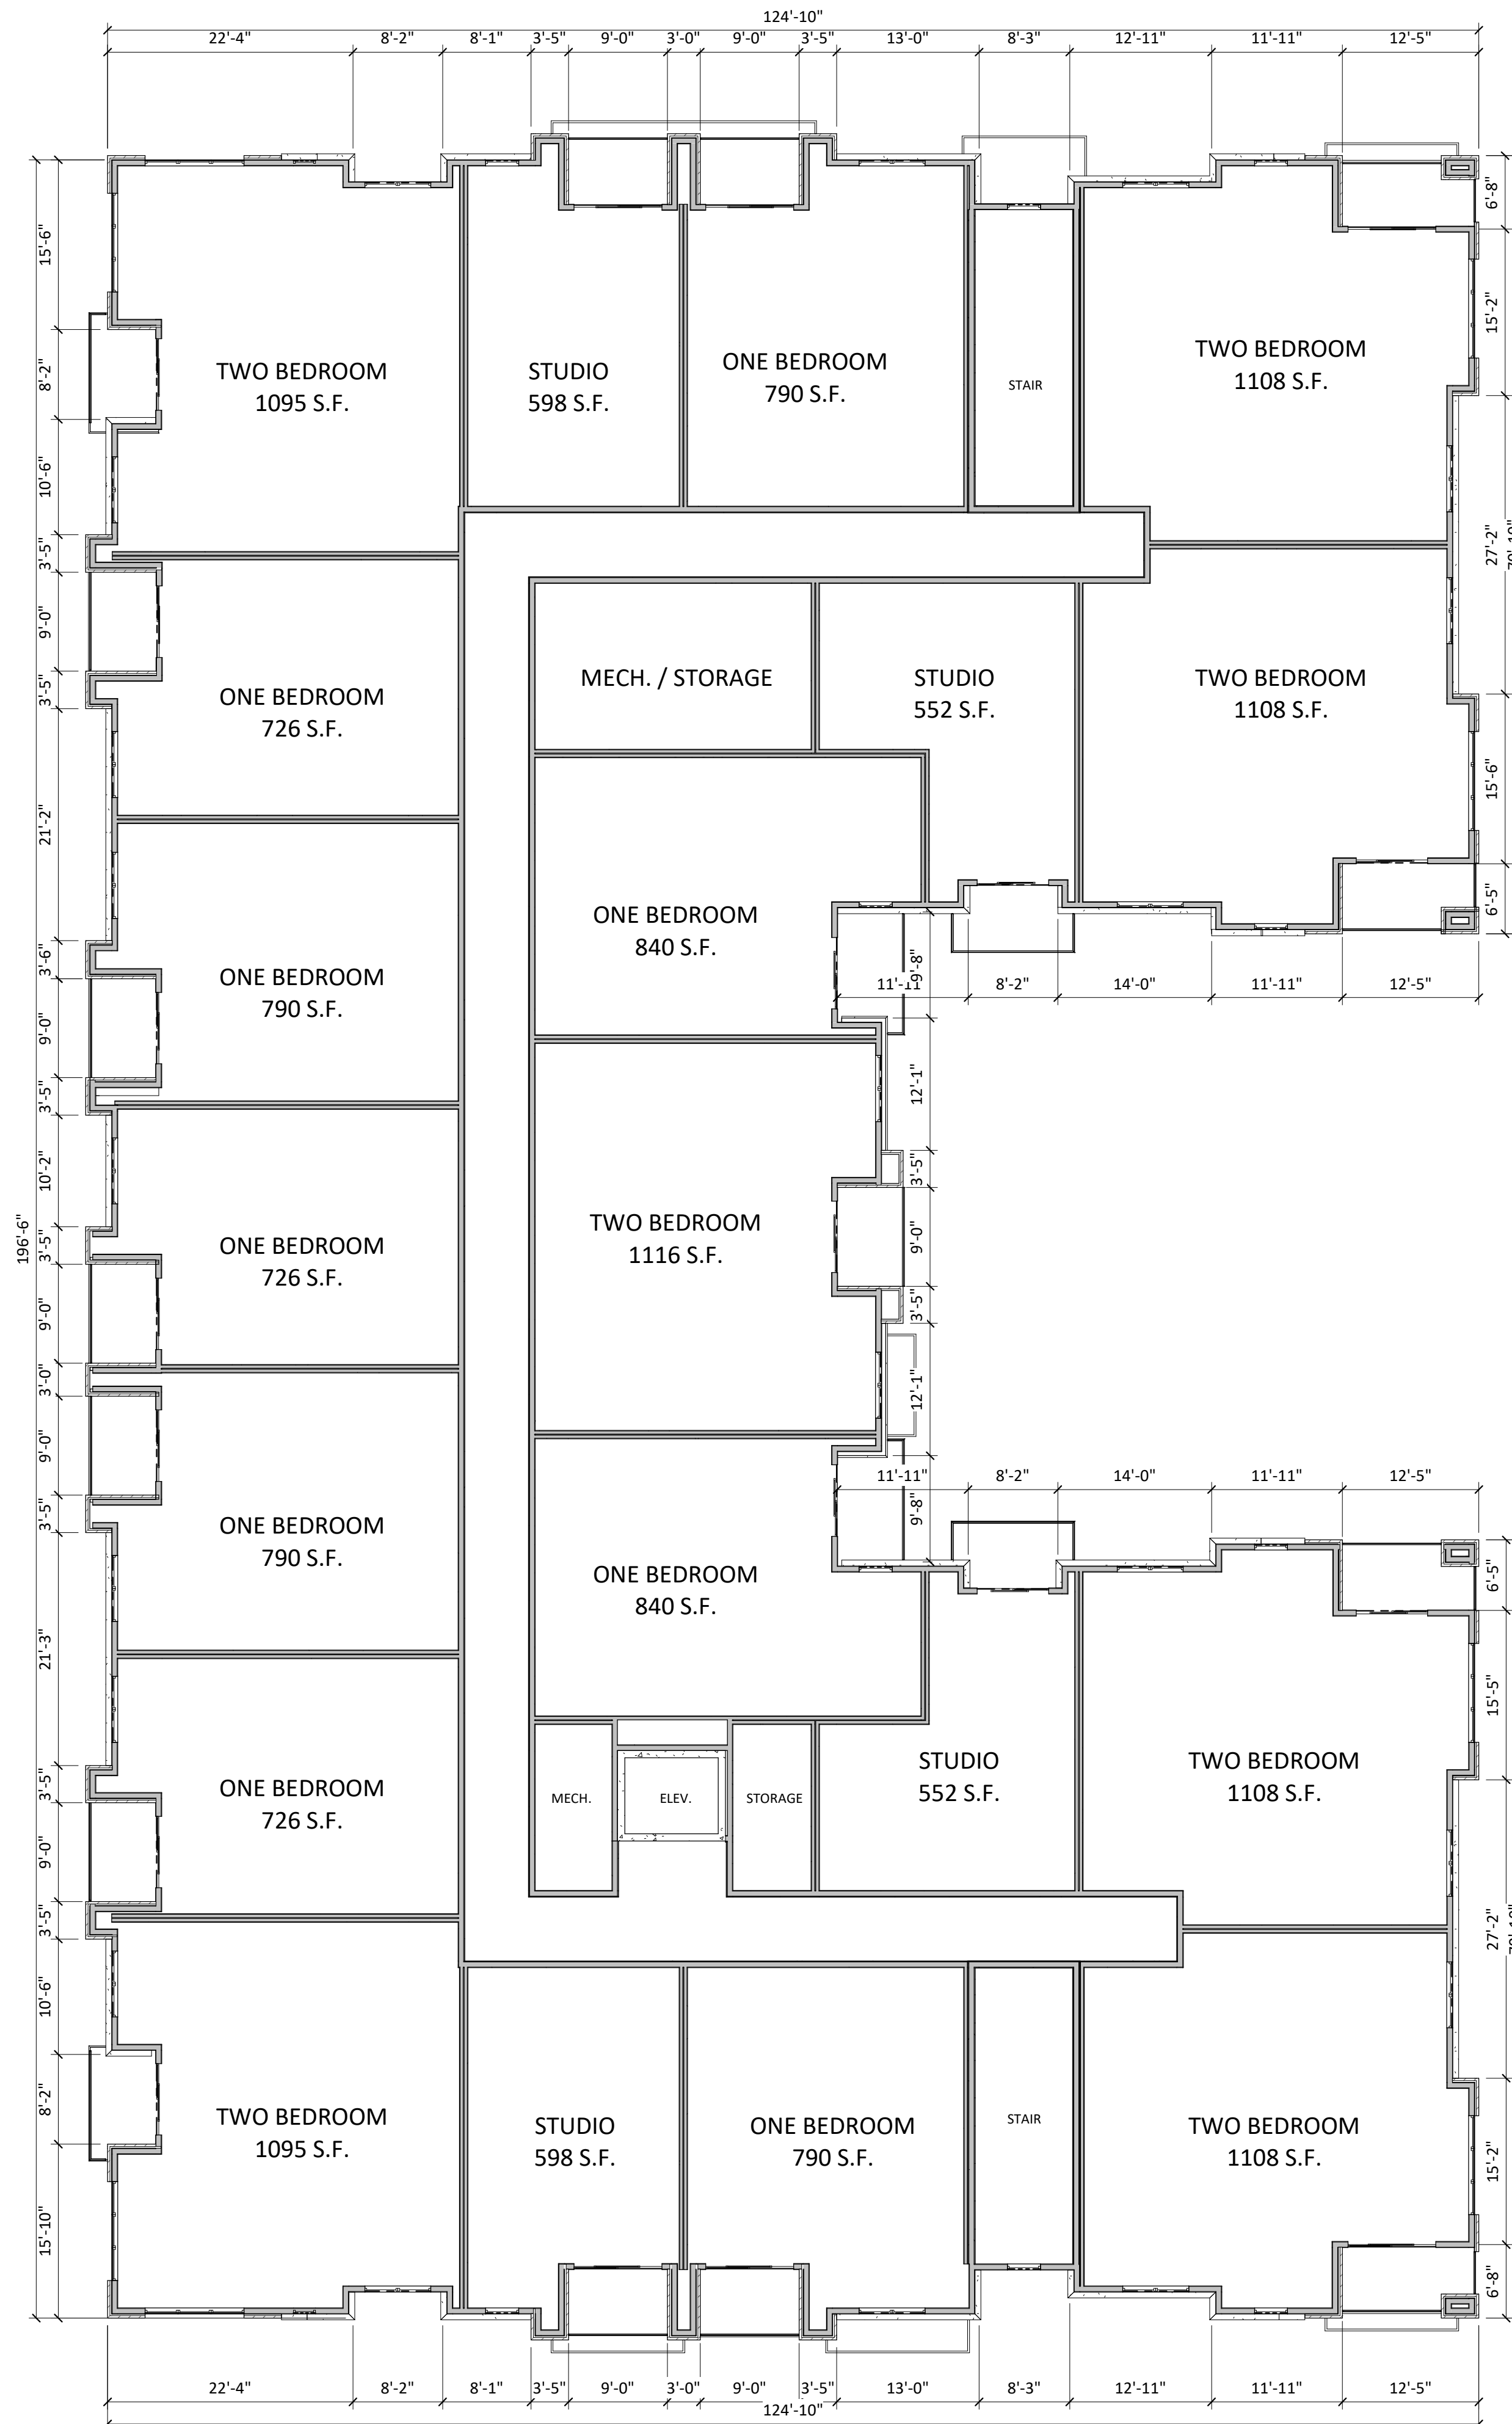 124'-10"
22'-4" 8'-2" 8'-1" 3'-5" 9'-0" 3'-0" 9'-0" 3'-5" 13'-0" 8'-3" 12'-11" 11'-11" 12'-5"
196'-6"
15'-6"
8'-2"
10'-6"
3'-5"
9'-0"
3'-5"
21'-2"
3'-6"
9'-0"
3'-5"
10'-2"
3'-5"
9'-0"
3'-0"
9'-0"
3'-5"
21'-3"
3'-5"
9'-0"
3'-5"
10'-6"
8'-2"
15'-10"
TWO BEDROOM
1095 S.F.
STUDIO
598 S.F.
ONE BEDROOM
790 S.F.
STAIR
TWO BEDROOM
1108 S.F.
6'-8"
15'-2"
27'-2"
15'-6"
6'-5"
ONE BEDROOM
726 S.F.
MECH. / STORAGE
STUDIO
552 S.F.
TWO BEDROOM
1108 S.F.
ONE BEDROOM
790 S.F.
ONE BEDROOM
840 S.F.
11'-11" 8'-2" 14'-0" 11'-11" 12'-5"
9'-8"
12'-1"
3'-5"
9'-0"
3'-5"
12'-1"
9'-8"
ONE BEDROOM
726 S.F.
TWO BEDROOM
1116 S.F.
ONE BEDROOM
790 S.F.
ONE BEDROOM
840 S.F.
11'-11" 8'-2" 14'-0" 11'-11" 12'-5"
6'-5"
15'-5"
27'-2"
15'-2"
6'-8"
ONE BEDROOM
726 S.F.
MECH.
ELEV.
STORAGE
STUDIO
552 S.F.
TWO BEDROOM
1108 S.F.
TWO BEDROOM
1095 S.F.
STUDIO
598 S.F.
ONE BEDROOM
790 S.F.
STAIR
TWO BEDROOM
1108 S.F.
22'-4" 8'-2" 8'-1" 3'-5" 9'-0" 3'-0" 9'-0" 3'-5" 13'-0" 8'-3" 12'-11" 11'-11" 12'-5"
124'-10"